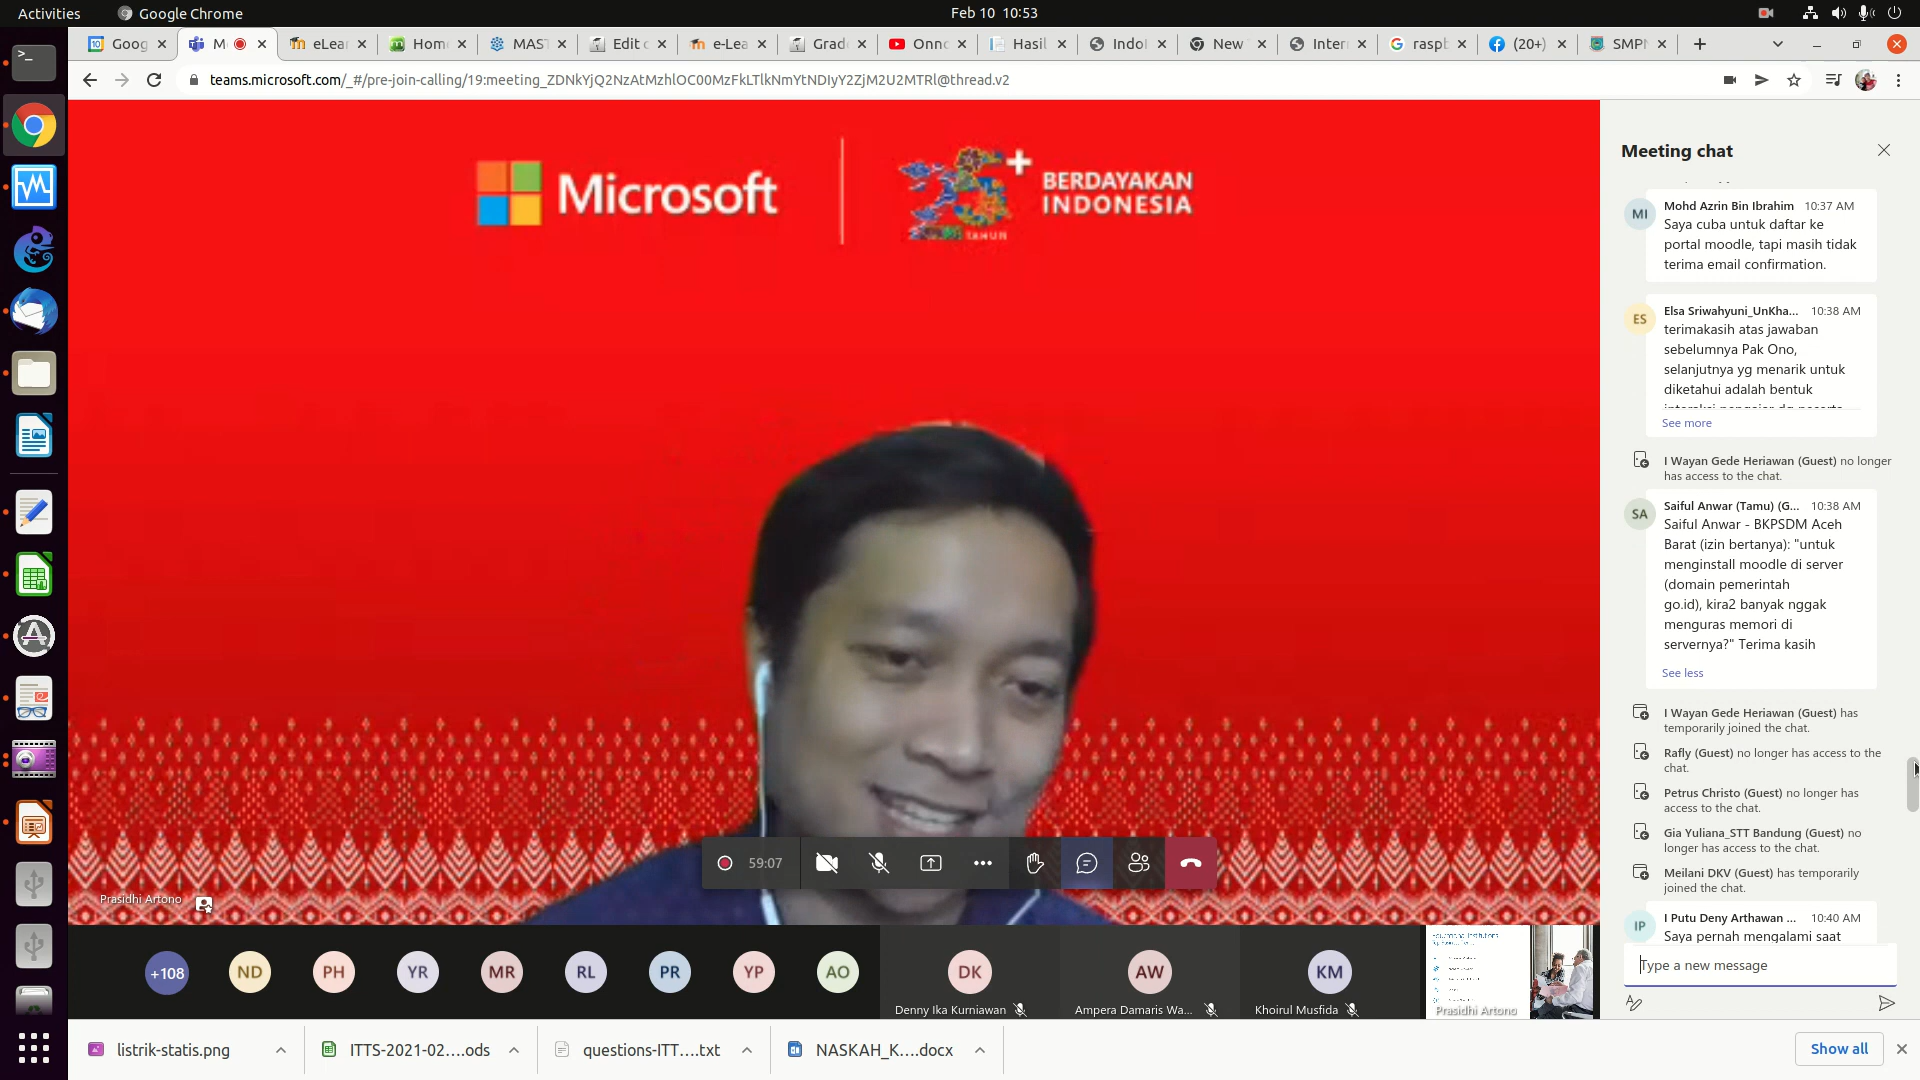 Activities
Google Chrome
Feb 10 10:53
Goog
M
eLear
Hom
MAS
Edit c
e-Lea
Grad
Onno
Hasil
Indo
New
Inter
raspb
(20+)
SMPN
teams.microsoft.com/_#/pre-join-calling/19:meeting_ZDNkYjQ2NzAtMzhlOC00MzFkLTlkNmYtNDIyY2ZjM2U2MTRl@thread.v2
Microsoft
25+
TAHUN
BERDAYAKAN
INDONESIA
59:07
Prasidhi Artono
+108
ND
PH
YR
MR
RL
PR
YP
AO
DK
Denny Ika Kurniawan
AW
Ampera Damaris Wa...
KM
Khoirul Musfida
Prasidhi Artono
Meeting chat
MI
Mohd Azrin Bin Ibrahim 10:37 AM
Saya cuba untuk daftar ke
portal moodle, tapi masih tidak
terima email confirmation.
ES
Elsa Sriwahyuni_UnKha... 10:38 AM
terimakasih atas jawaban
sebelumnya Pak Ono,
selanjutnya yg menarik untuk
diketahui adalah bentuk
See more
I Wayan Gede Heriawan (Guest) no longer
has access to the chat.
SA
Saiful Anwar (Tamu) (G... 10:38 AM
Saiful Anwar - BKPSDM Aceh
Barat (izin bertanya): "untuk
menginstall moodle di server
(domain pemerintah
go.id), kira2 banyak nggak
menguras memori di
servernya?" Terima kasih
See less
I Wayan Gede Heriawan (Guest) has
temporarily joined the chat.
Rafly (Guest) no longer has access to the
chat.
Petrus Christo (Guest) no longer has
access to the chat.
Gia Yuliana_STT Bandung (Guest) no
longer has access to the chat.
Meilani DKV (Guest) has temporarily
joined the chat.
IP
I Putu Deny Arthawan ... 10:40 AM
Saya pernah mengalami saat
Type a new message
listrik-statis.png
ITTS-2021-02....ods
questions-ITT....txt
NASKAH_K....docx
Show all